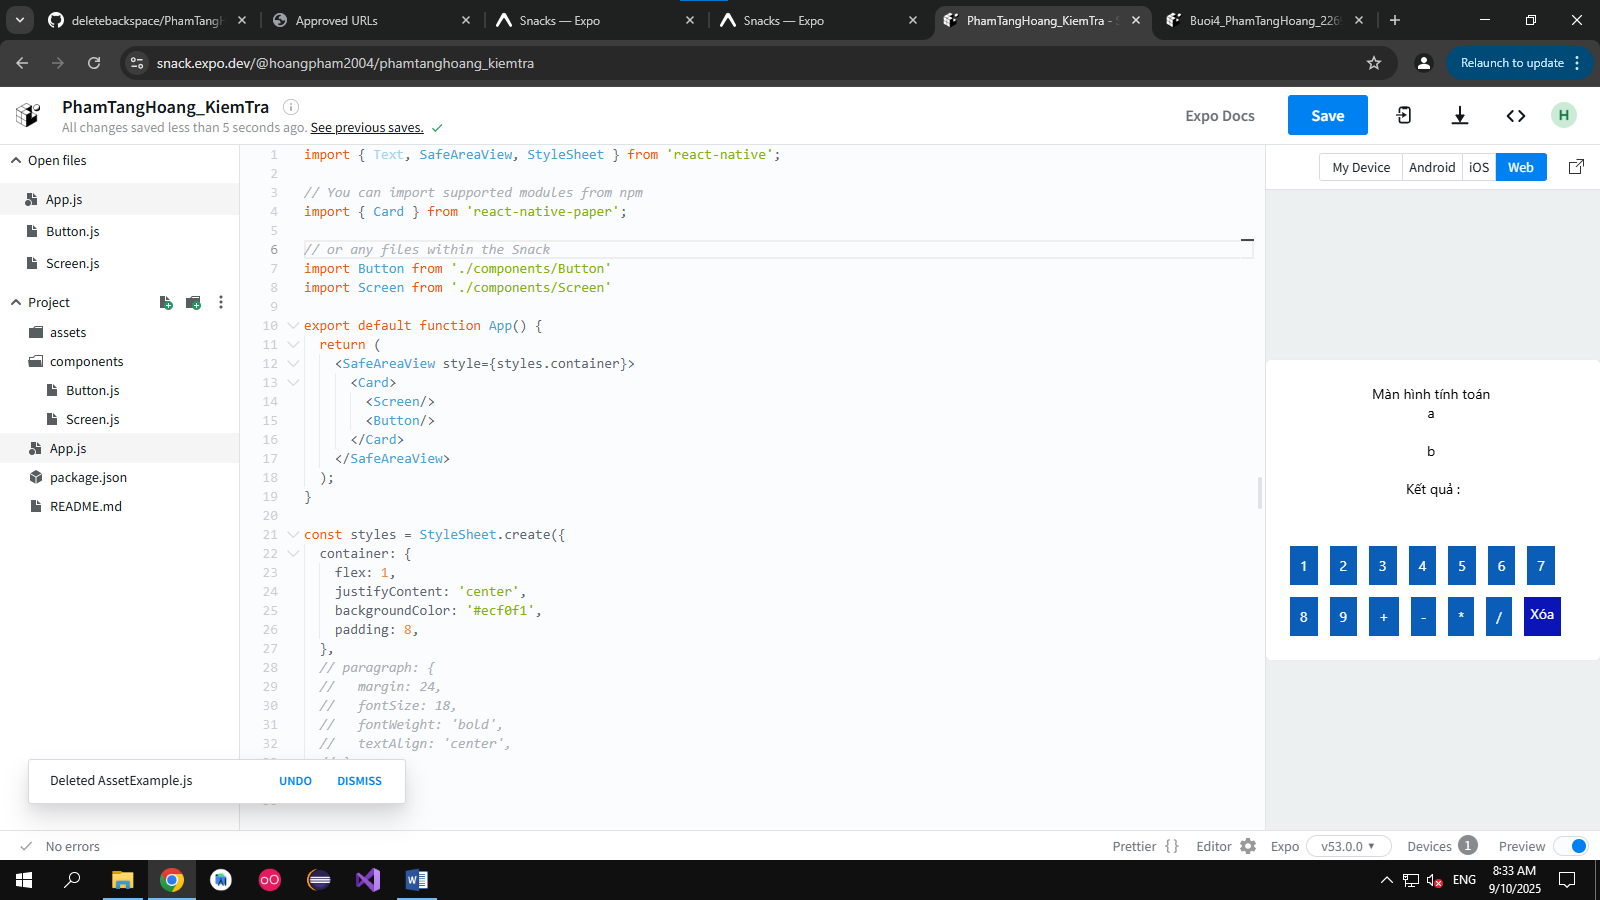 deletebackspace/PhamTangH
Approved URLs
Snacks — Expo
Snacks — Expo
PhamTangHoang_KiemTra - S
Buoi4_PhamTangHoang_226
snack.expo.dev/@hoangpham2004/phamtanghoang_kiemtra
Relaunch to update
PhamTangHoang_KiemTra
All changes saved less than 5 seconds ago. See previous saves.
Expo Docs
Save
H
Open files
App.js
Button.js
Screen.js
Project
assets
components
Button.js
Screen.js
App.js
package.json
README.md
1 import { Text, SafeAreaView, StyleSheet } from 'react-native';
2
3 // You can import supported modules from npm
4 import { Card } from 'react-native-paper';
5
6 // or any files within the Snack
7 import Button from './components/Button'
8 import Screen from './components/Screen'
9
10 export default function App() {
11 return (
12 <SafeAreaView style={styles.container}>
13 <Card>
14 <Screen/>
15 <Button/>
16 </Card>
17 </SafeAreaView>
18 );
19 }
20
21 const styles = StyleSheet.create({
22 container: {
23 flex: 1,
24 justifyContent: 'center',
25 backgroundColor: '#ecf0f1',
26 padding: 8,
27 },
28 // paragraph: {
29 // margin: 24,
30 // fontSize: 18,
31 // fontWeight: 'bold',
32 // textAlign: 'center',
My Device
Android
iOS
Web
Màn hình tính toán
a
b
Kết quả :
1 2 3 4 5 6 7
8 9 + - * / Xóa
Deleted AssetExample.js
UNDO
DISMISS
No errors
Prettier { }
Editor
Expo
v53.0.0
Devices 1
Preview
ENG
8:33 AM
9/10/2025